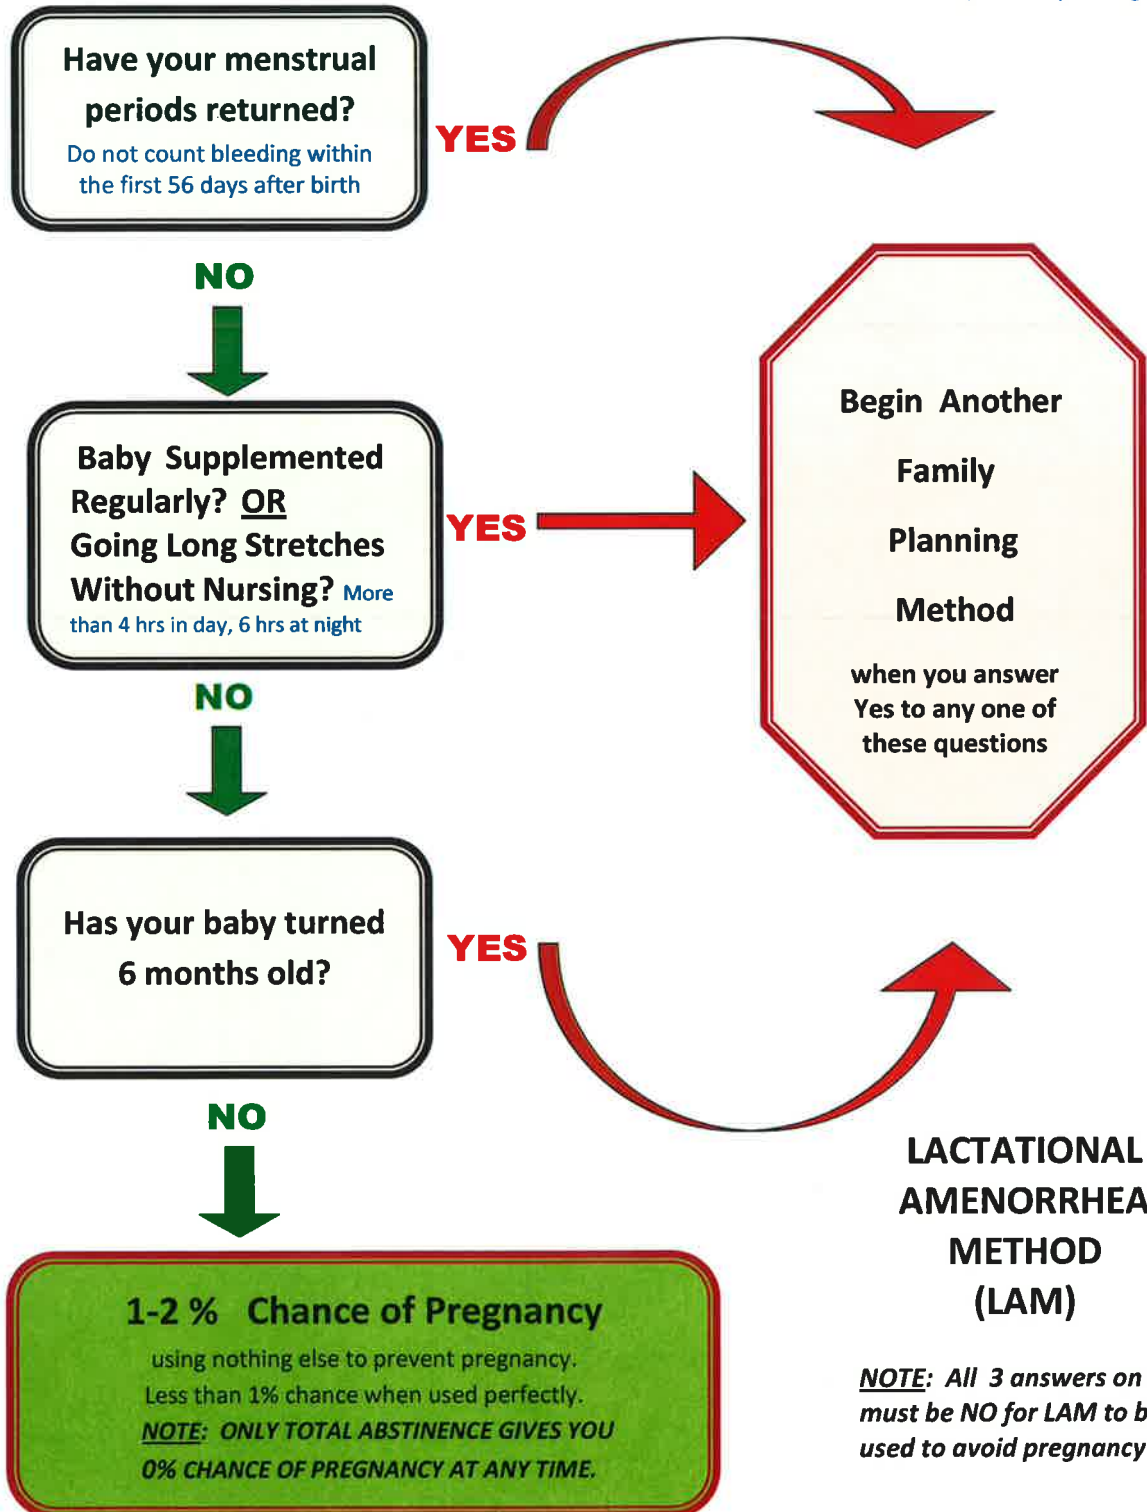 Have your menstrual
periods returned?
Do not count bleeding within
the first 56 days after birth
YES
NO
Baby Supplemented
Regularly? OR
Going Long Stretches
Without Nursing? More
than 4 hrs in day, 6 hrs at night
YES
Begin Another
Family
Planning
Method
when you answer
Yes to any one of
these questions
NO
Has your baby turned
6 months old?
YES
NO
LACTATIONAL
AMENORRHEA
METHOD
(LAM)
1-2 % Chance of Pregnancy
using nothing else to prevent pregnancy.
Less than 1% chance when used perfectly.
NOTE: ONLY TOTAL ABSTINENCE GIVES YOU
0% CHANCE OF PREGNANCY AT ANY TIME.
NOTE: All 3 answers on
must be NO for LAM to b
used to avoid pregnancy